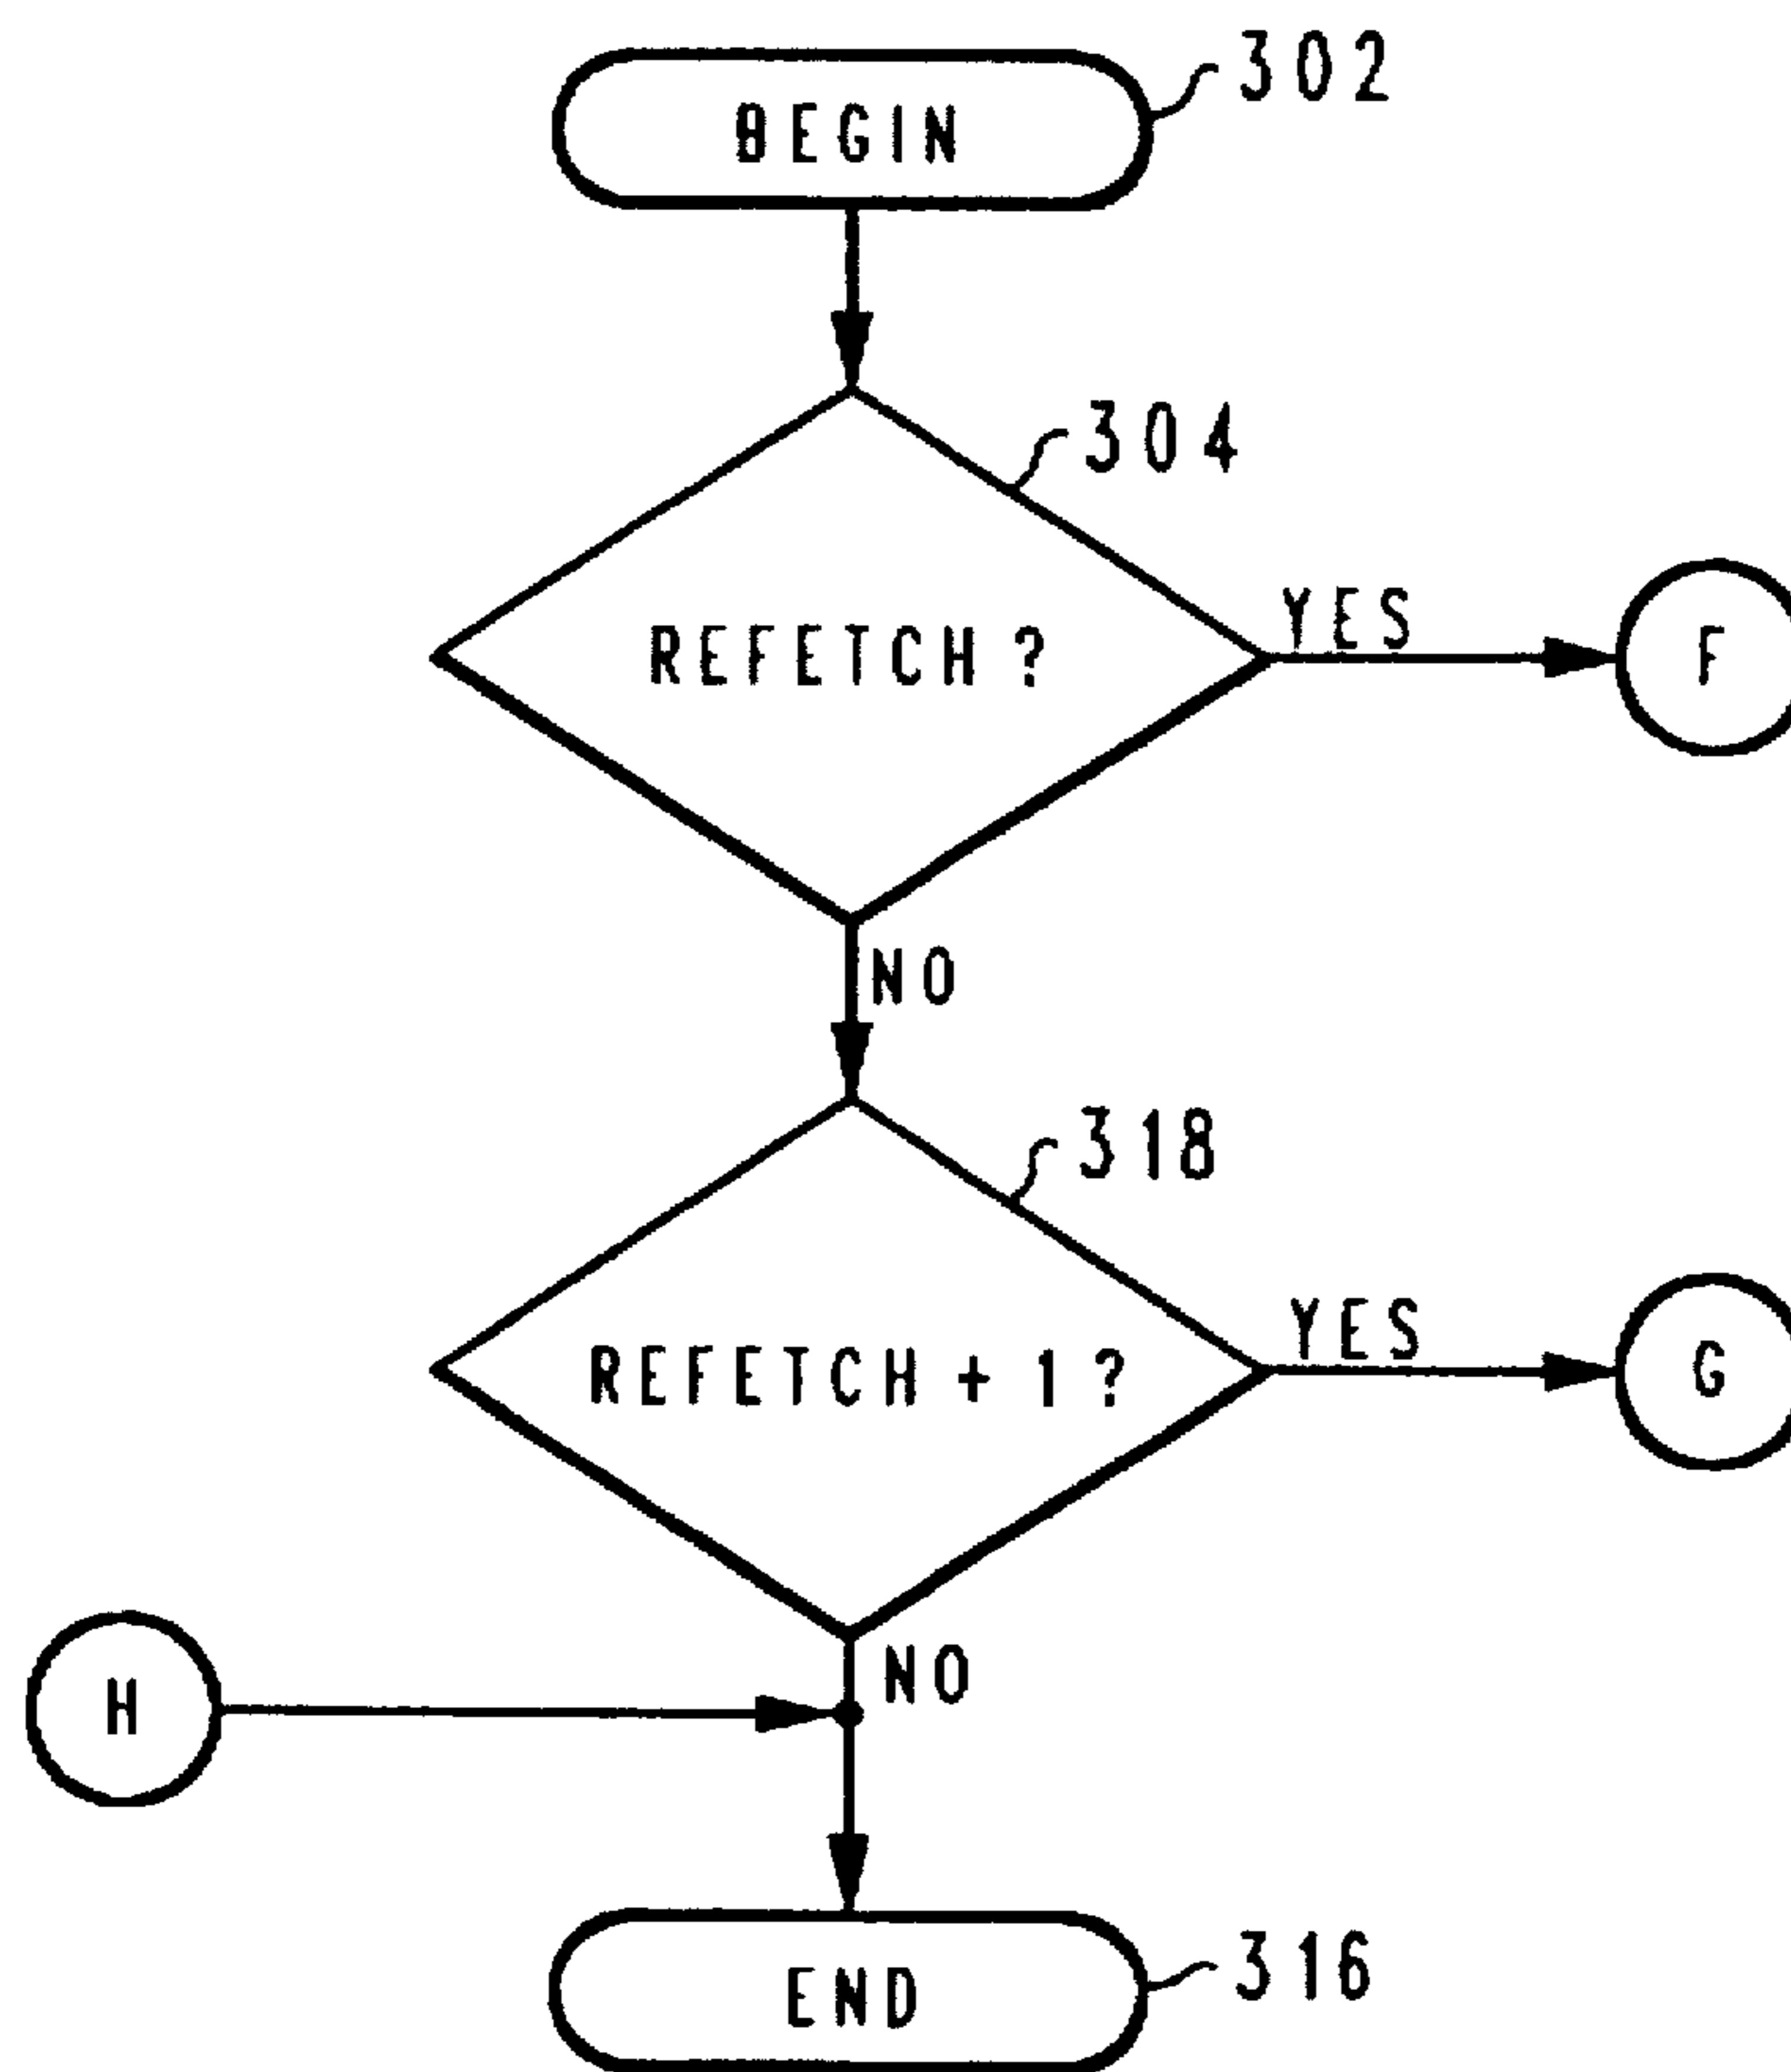 302
BEGIN
304
REFETCH ?
YES
F
NO
318
REFETCH + 1 ?
YES
G
NO
H
END
316